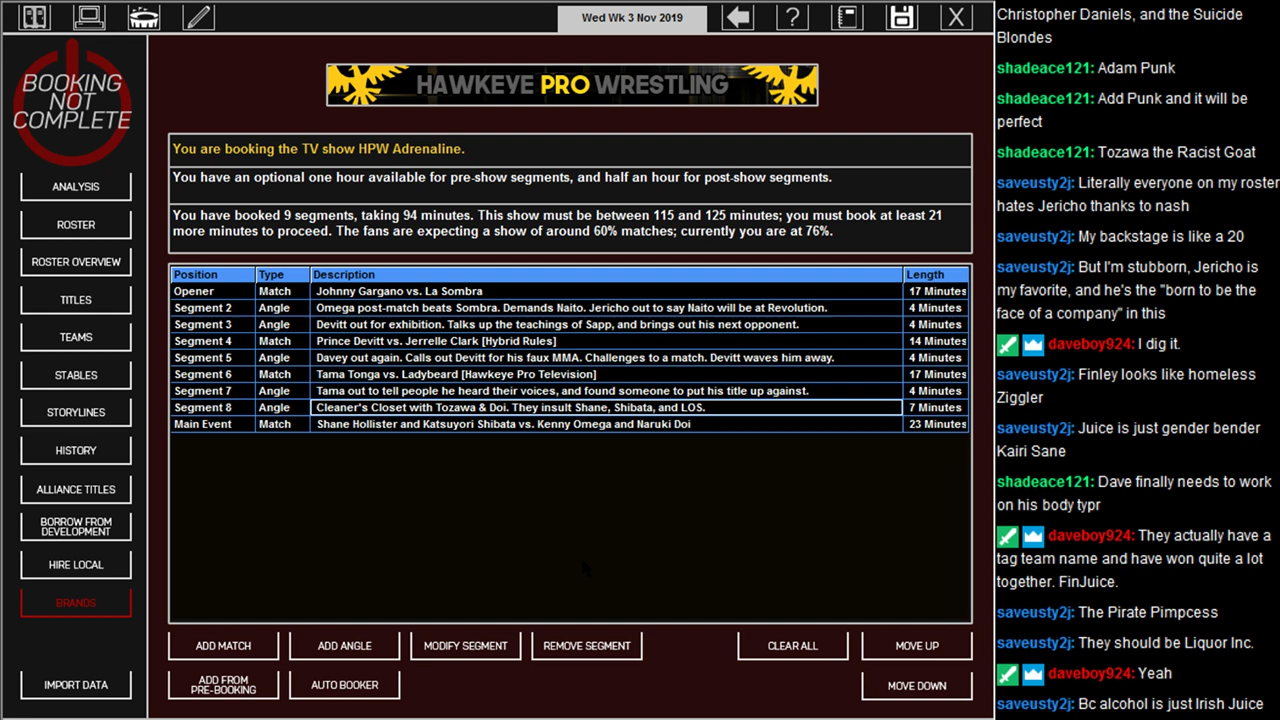 Wed Wk 3 Nov 2019
?
X
BOOKING
NOT
COMPLETE
HAWKEYE PRO WRESTLING
You are booking the TV show HPW Adrenaline.
You have an optional one hour available for pre-show segments, and half an hour for post-show segments.
You have booked 9 segments, taking 94 minutes. This show must be between 115 and 125 minutes; you must book at least 21
more minutes to proceed. The fans are expecting a show of around 60% matches; currently you are at 76%.
ANALYSIS
ROSTER
ROSTER OVERVIEW
TITLES
TEAMS
STABLES
STORYLINES
HISTORY
ALLIANCE TITLES
BORROW FROM
DEVELOPMENT
HIRE LOCAL
BRANDS
IMPORT DATA
Position Type Description Length
Opener Match Johnny Gargano vs. La Sombra 17 Minutes
Segment 2 Angle Omega post-match beats Sombra. Demands Naito. Jericho out to say Naito will be at Revolution. 4 Minutes
Segment 3 Angle Devitt out for exhibition. Talks up the teachings of Sapp, and brings out his next opponent. 4 Minutes
Segment 4 Match Prince Devitt vs. Jerrelle Clark [Hybrid Rules] 14 Minutes
Segment 5 Angle Davey out again. Calls out Devitt for his faux MMA. Challenges to a match. Devitt waves him away. 4 Minutes
Segment 6 Match Tama Tonga vs. Ladybeard [Hawkeye Pro Television] 17 Minutes
Segment 7 Angle Tama out to tell people he heard their voices, and found someone to put his title up against. 4 Minutes
Segment 8 Angle Cleaner's Closet with Tozawa & Doi. They insult Shane, Shibata, and LOS. 7 Minutes
Main Event Match Shane Hollister and Katsuyori Shibata vs. Kenny Omega and Naruki Doi 23 Minutes
ADD MATCH
ADD ANGLE
MODIFY SEGMENT
REMOVE SEGMENT
CLEAR ALL
MOVE UP
ADD FROM
PRE-BOOKING
AUTO BOOKER
MOVE DOWN
Christopher Daniels, and the Suicide
Blondes
shadeace121: Adam Punk
shadeace121: Add Punk and it will be
perfect
shadeace121: Tozawa the Racist Goat
saveusty2j: Literally everyone on my roster
hates Jericho thanks to nash
saveusty2j: My backstage is like a 20
saveusty2j: But I'm stubborn, Jericho is
my favorite, and he's the "born to be the
face of a company" in this
daveboy924: I dig it.
saveusty2j: Finley looks like homeless
Ziggler
saveusty2j: Juice is just gender bender
Kairi Sane
shadeace121: Dave finally needs to work
on his body typr
daveboy924: They actually have a
tag team name and have won quite a lot
together. FinJuice.
saveusty2j: The Pirate Pimpcess
saveusty2j: They should be Liquor Inc.
daveboy924: Yeah
saveusty2j: Bc alcohol is just Irish Juice